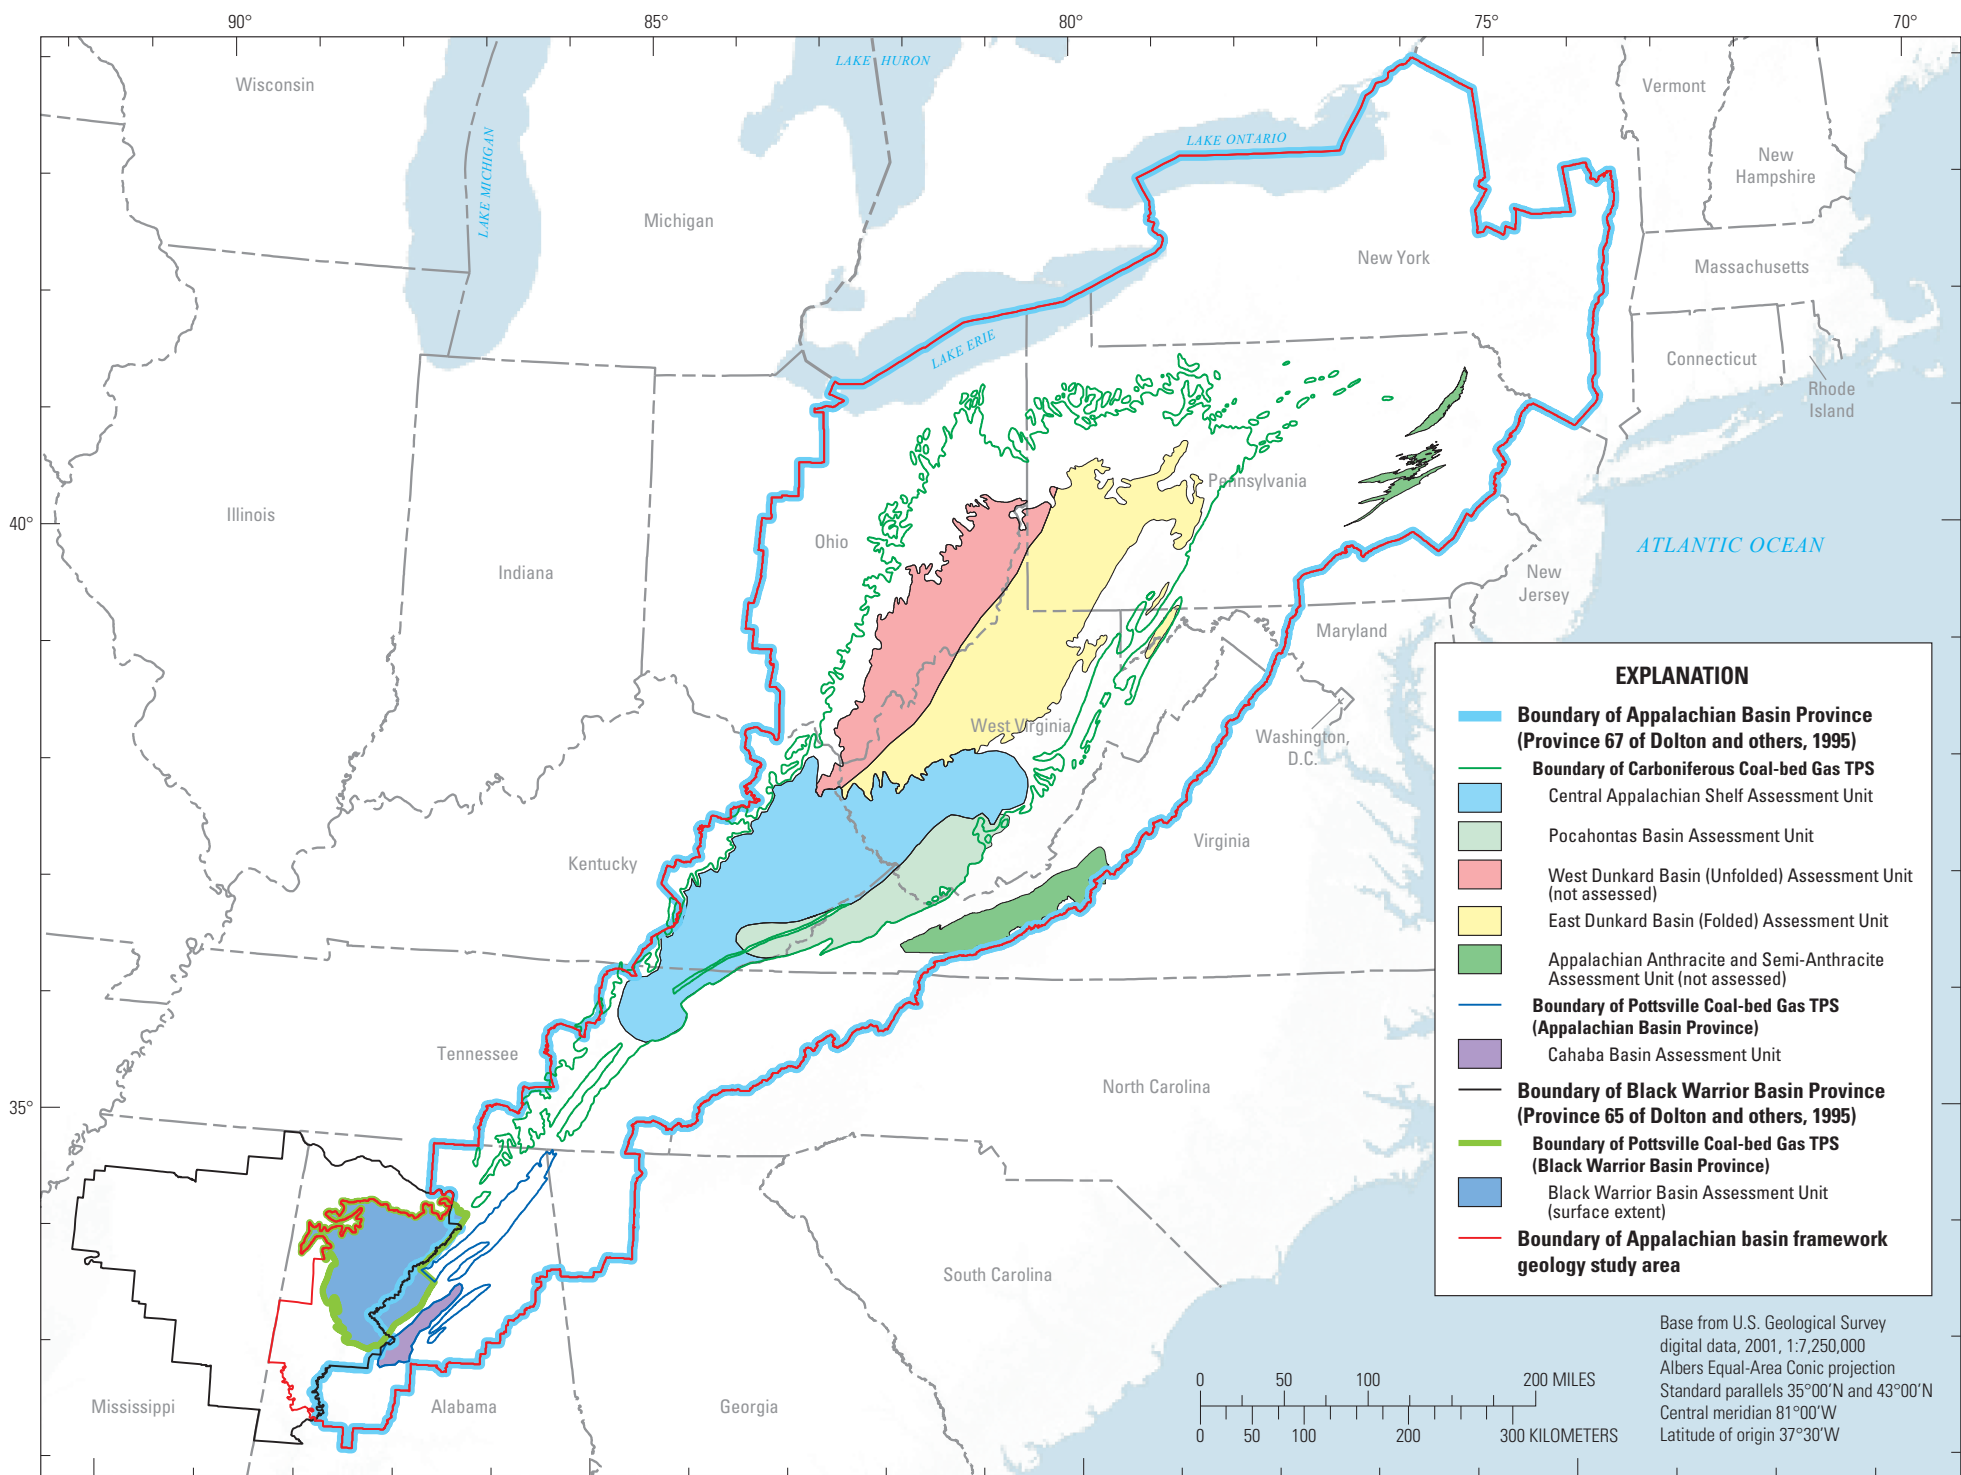 90°
85°
80°
75°
70°
Wisconsin
LAKE MICHIGAN
LAKE HURON
Michigan
LAKE ONTARIO
Vermont
New
Hampshire
New York
Massachusetts
LAKE ERIE
Connecticut
Rhode
Island
40°
Illinois
Indiana
Ohio
Pennsylvania
ATLANTIC OCEAN
New
Jersey
Maryland
West Virginia
Washington,
D.C.
Kentucky
Virginia
35°
Tennessee
North Carolina
South Carolina
Mississippi
Alabama
Georgia
EXPLANATION
Boundary of Appalachian Basin Province
(Province 67 of Dolton and others, 1995)
Boundary of Carboniferous Coal-bed Gas TPS
Central Appalachian Shelf Assessment Unit
Pocahontas Basin Assessment Unit
West Dunkard Basin (Unfolded) Assessment Unit
(not assessed)
East Dunkard Basin (Folded) Assessment Unit
Appalachian Anthracite and Semi-Anthracite
Assessment Unit (not assessed)
Boundary of Pottsville Coal-bed Gas TPS
(Appalachian Basin Province)
Cahaba Basin Assessment Unit
Boundary of Black Warrior Basin Province
(Province 65 of Dolton and others, 1995)
Boundary of Pottsville Coal-bed Gas TPS
(Black Warrior Basin Province)
Black Warrior Basin Assessment Unit
(surface extent)
Boundary of Appalachian basin framework
geology study area
0 50 100 200 MILES
0 50 100 200 300 KILOMETERS
Base from U.S. Geological Survey
digital data, 2001, 1:7,250,000
Albers Equal-Area Conic projection
Standard parallels 35°00'N and 43°00'N
Central meridian 81°00'W
Latitude of origin 37°30'W